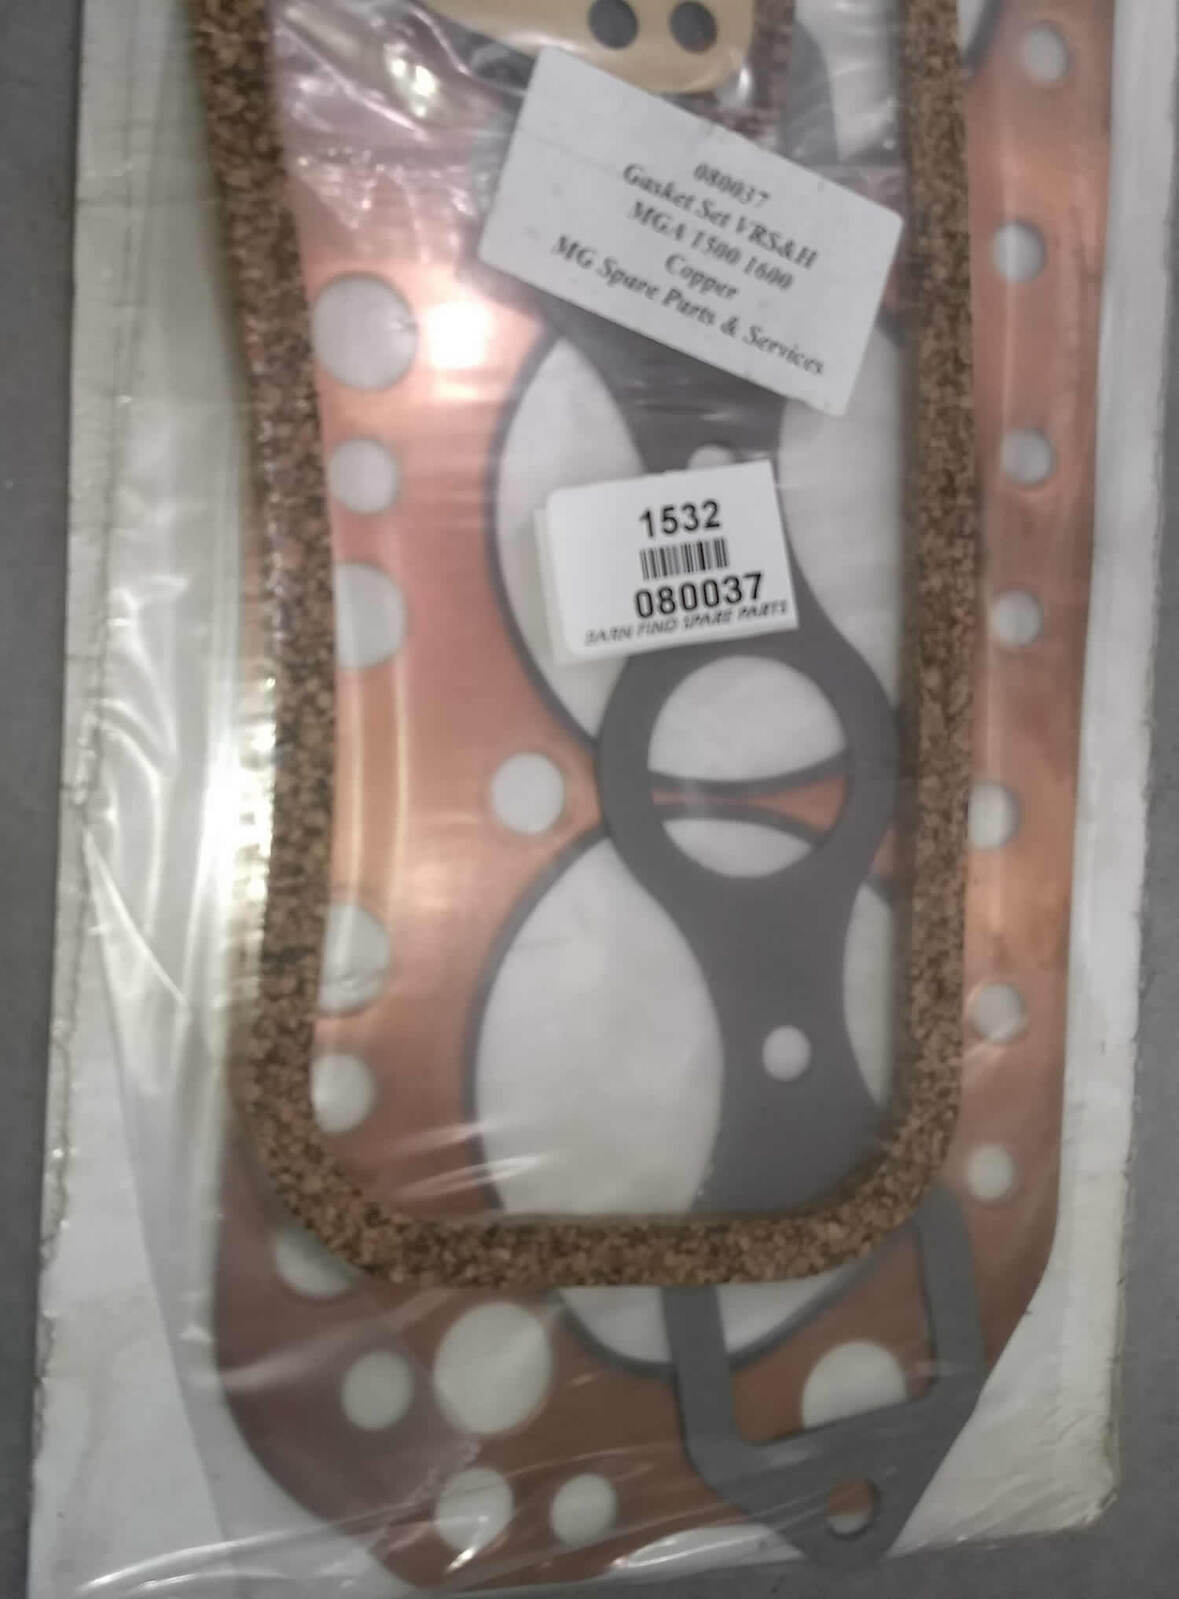 080037
Gasket Set VRS&H
MGA 1500 1600
Copper
MG Spare Parts & Services
1532
080037
BARN FIND SPARE PARTS